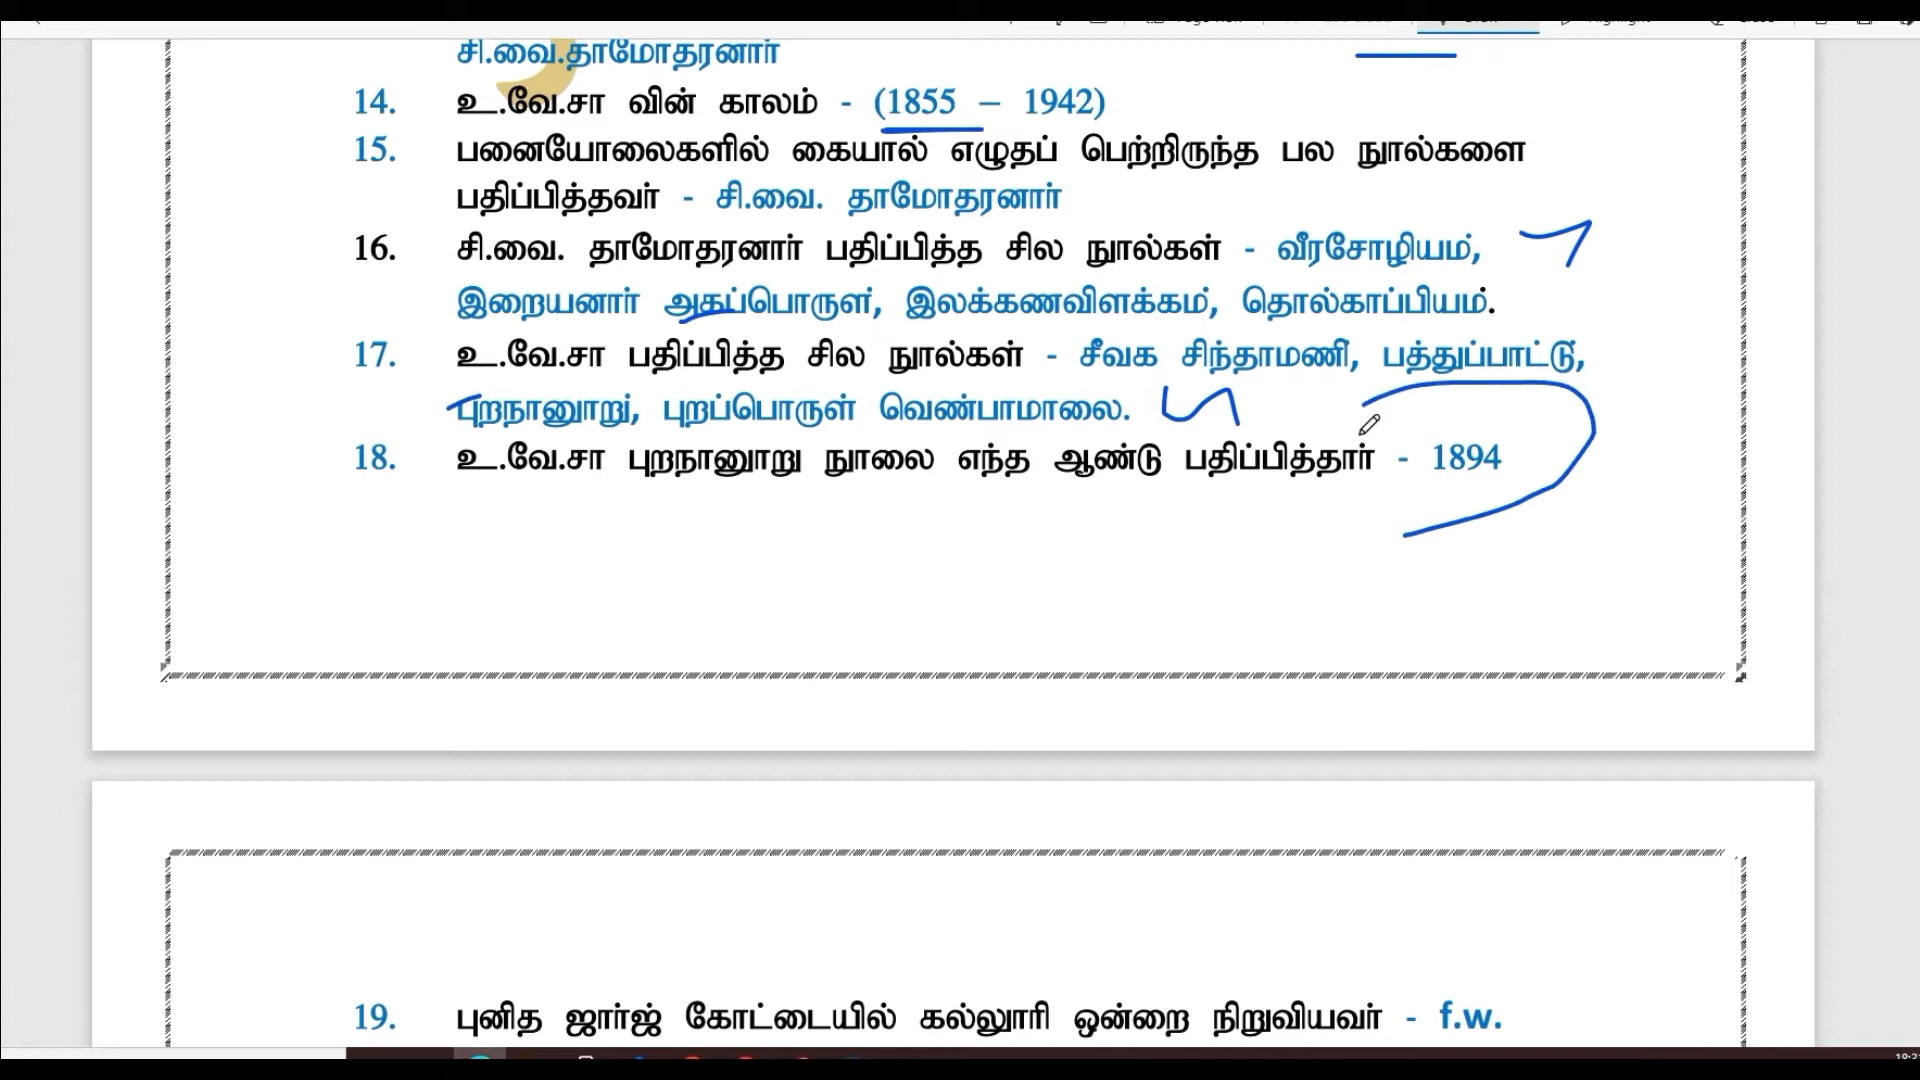 சி.வை.தாமோதரனார்
14. உ.வே.சா வின் காலம் - (1855 – 1942)
15. பனையோலைகளில் கையால் எழுதப் பெற்றிருந்த பல நூல்களை
பதிப்பித்தவர் - சி.வை. தாமோதரனார்
16. சி.வை. தாமோதரனார் பதிப்பித்த சில நூல்கள் - வீரசோழியம்,
இறையனார் அகப்பொருள், இலக்கணவிளக்கம், தொல்காப்பியம்.
17. உ.வே.சா பதிப்பித்த சில நூல்கள் - சீவக சிந்தாமணி, பத்துப்பாட்டு,
புறநானூறு, புறப்பொருள் வெண்பாமாலை.
18. உ.வே.சா புறநானூறு நூலை எந்த ஆண்டு பதிப்பித்தார் - 1894
19. புனித ஜார்ஜ் கோட்டையில் கல்லூரி ஒன்றை நிறுவியவர் - f.w.